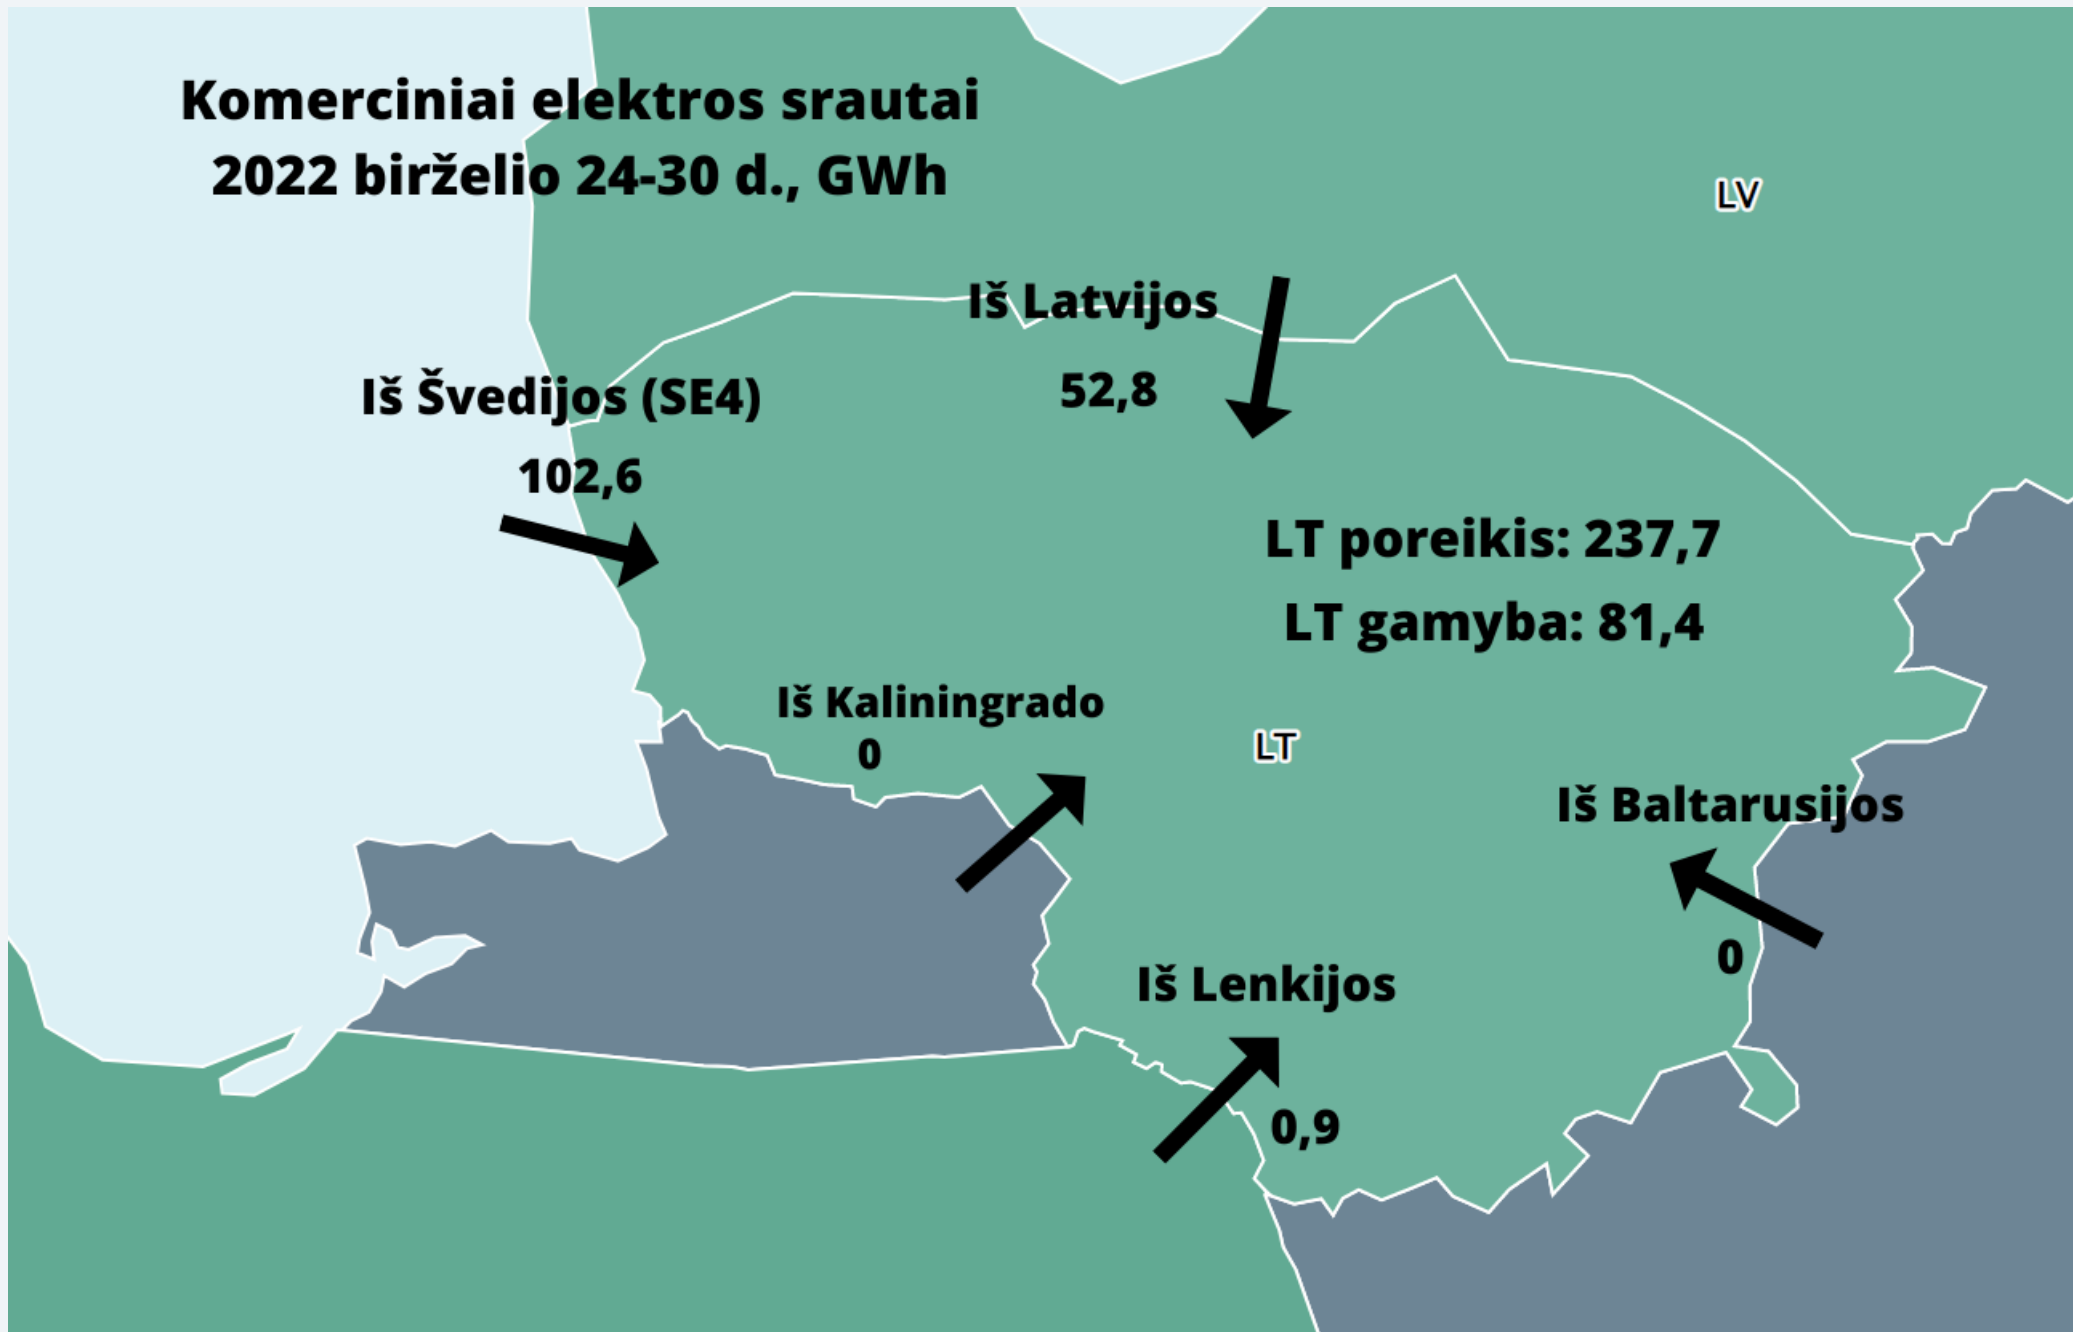 Komerciniai elektros srautai
2022 birželio 24-30 d., GWh
LV
Iš Latvijos
52,8
Iš Švedijos (SE4)
102,6
LT poreikis: 237,7
LT gamyba: 81,4
Iš Kaliningrado
0
LT
Iš Baltarusijos
0
Iš Lenkijos
0,9